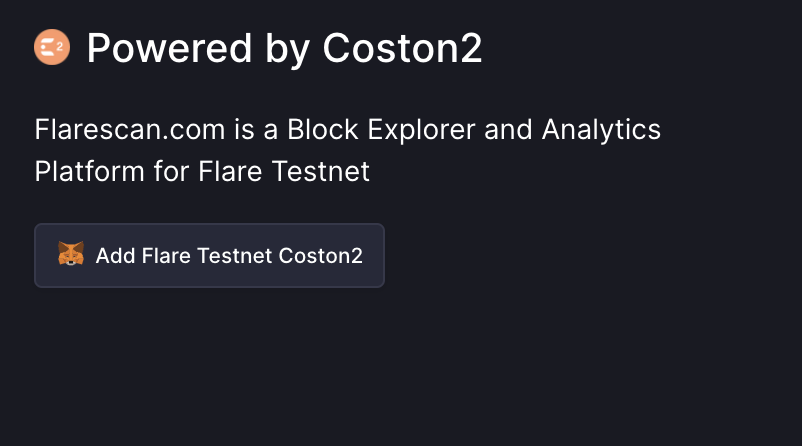 Powered by Coston2
Flarescan.com is a Block Explorer and Analytics
Platform for Flare Testnet
Add Flare Testnet Coston2